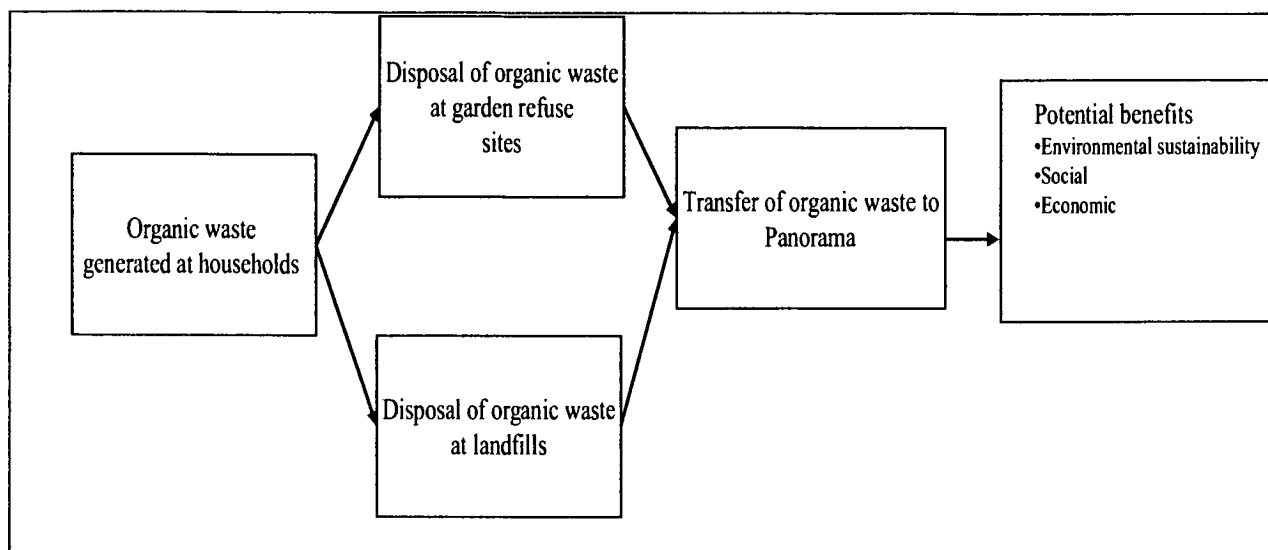 Organic waste
generated at households
Disposal of organic waste
at garden refuse
sites
Disposal of organic waste
at landfills
Transfer of organic waste to
Panorama
Potential benefits
•Environmental sustainability
•Social
•Economic